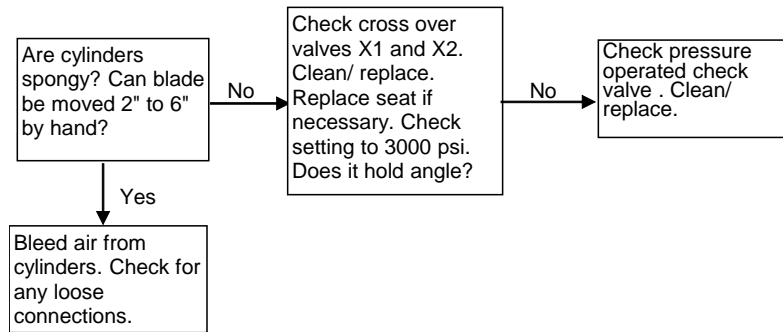 Are cylinders
spongy? Can blade
be moved 2" to 6"
by hand?
No
Check cross over
valves X1 and X2.
Clean/ replace.
Replace seat if
necessary. Check
setting to 3000 psi.
Does it hold angle?
No
Check pressure
operated check
valve . Clean/
replace.
Yes
Bleed air from
cylinders. Check for
any loose
connections.